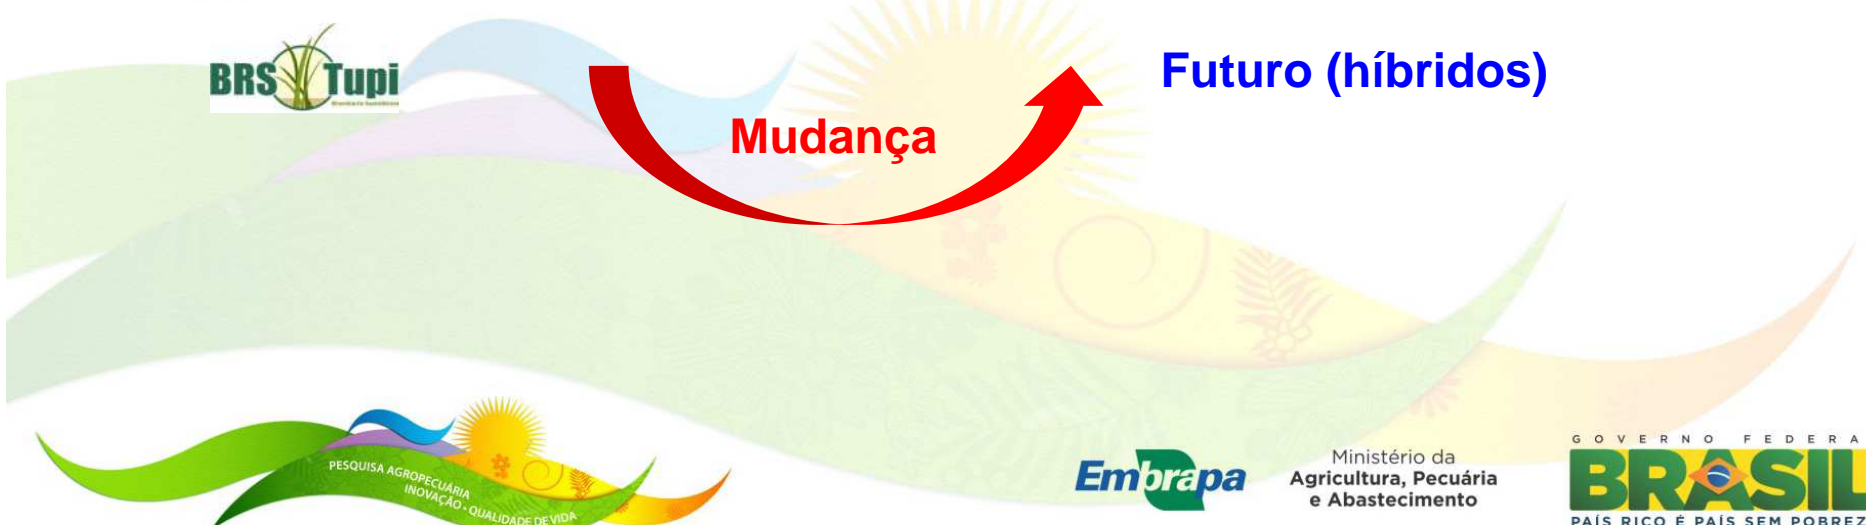 BRS Tupi
Futuro (híbridos)
Mudança
PESQUISA AGROPECUÁRIA
INOVAÇÃO • QUALIDADE DE VIDA
Embrapa
Ministério da
Agricultura, Pecuária
e Abastecimento
GOVERNO FEDERA
BRASIL
PAÍS RICO É PAÍS SEM POBREZ